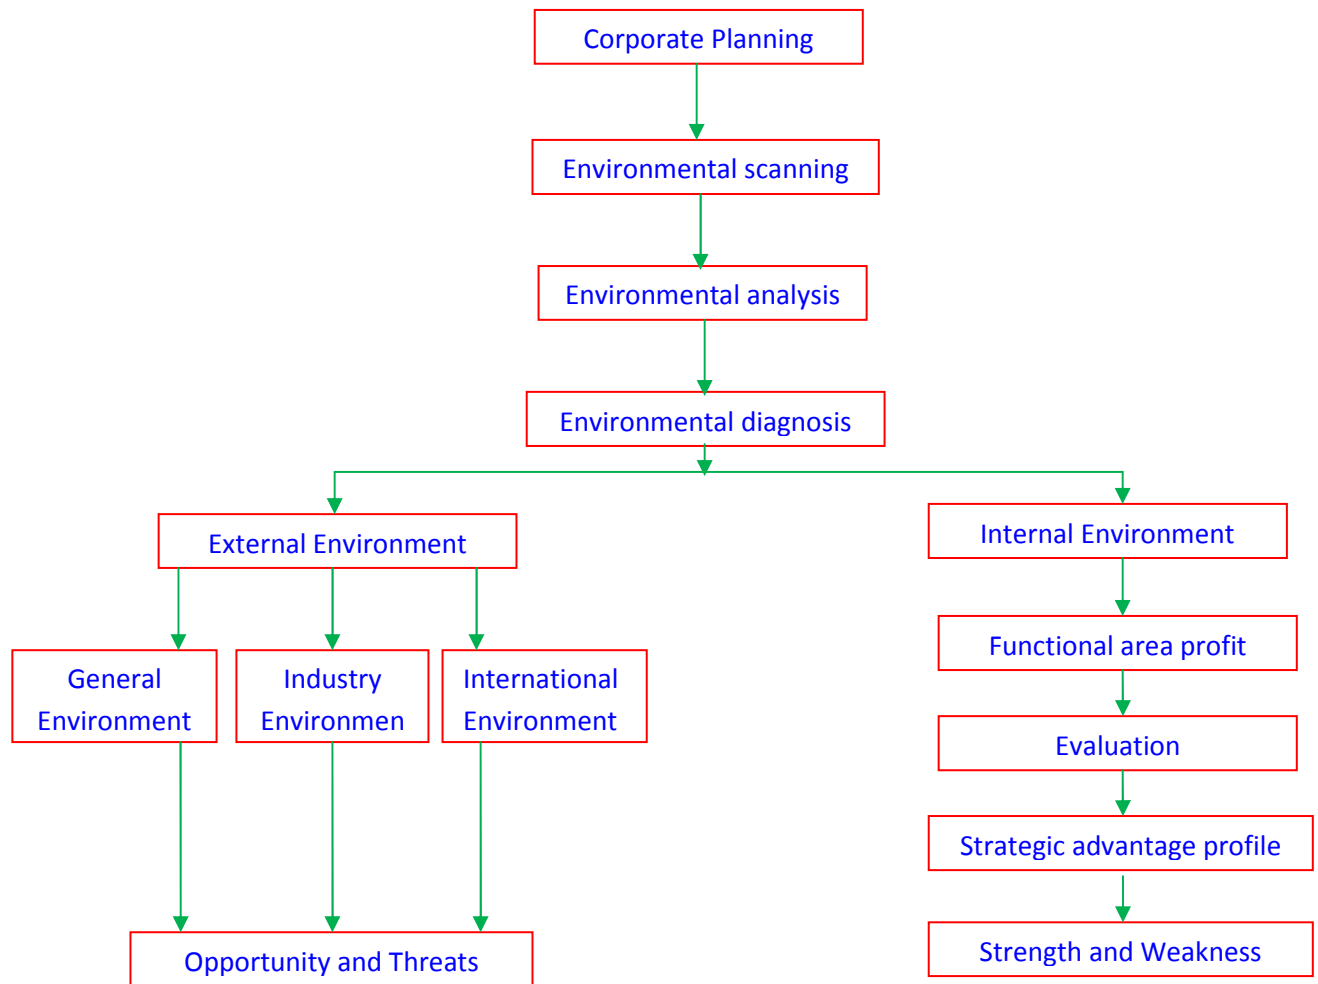 Corporate Planning
Environmental scanning
Environmental analysis
Environmental diagnosis
External Environment
Internal Environment
General
Environment
Industry
Environmen
International
Environment
Functional area profit
Evaluation
Strategic advantage profile
Opportunity and Threats
Strength and Weakness